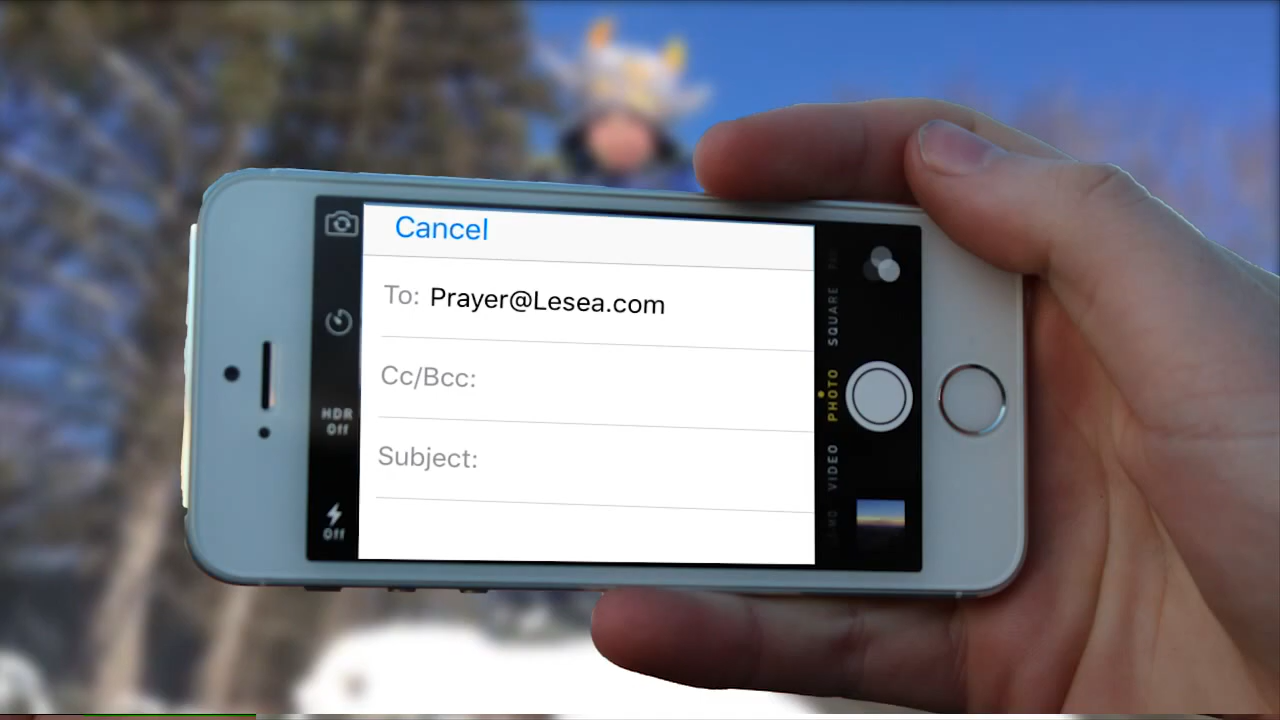 Cancel
To: Prayer@Lesea.com
Cc/Bcc:
Subject:
HDR
Off
Off
SQUARE
PHOTO
VIDEO